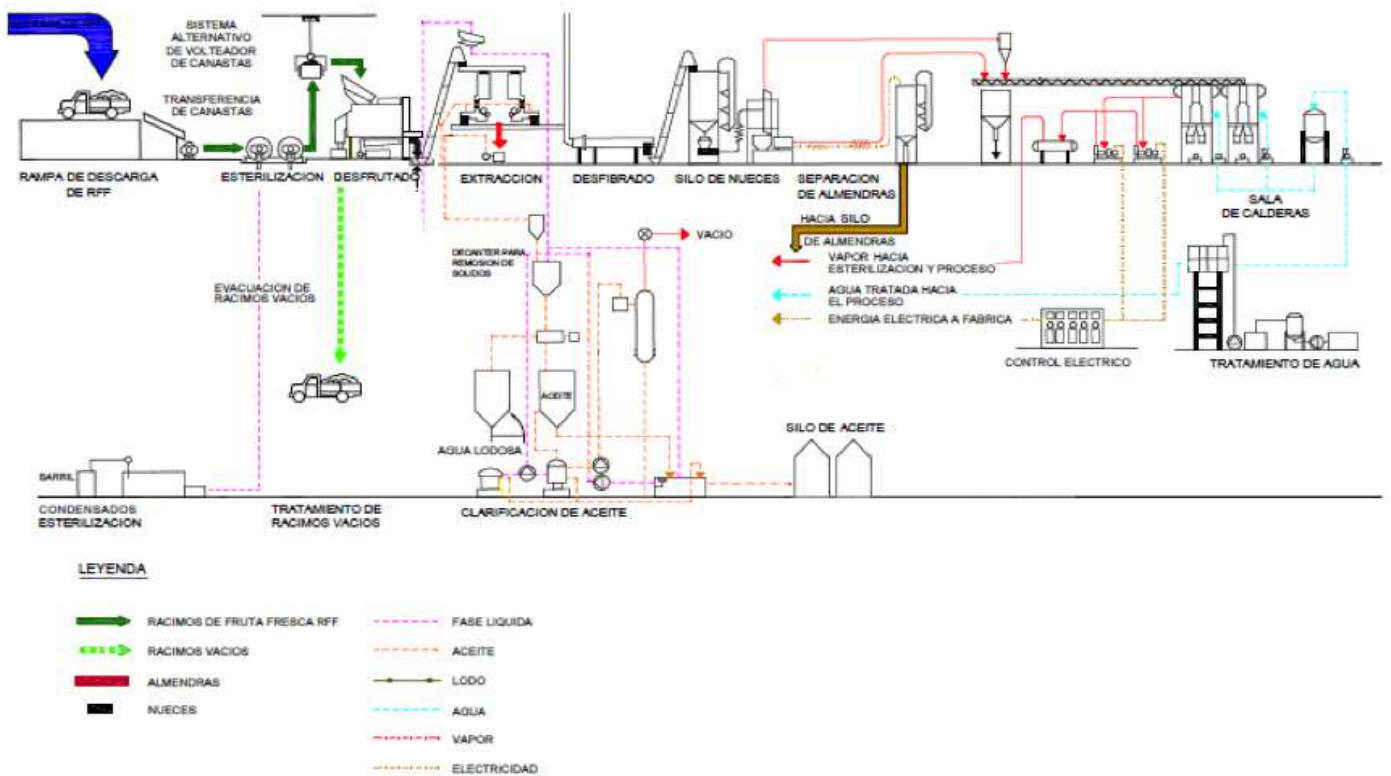 SISTEMA
ALTERNATIVO
DE VOLTEADOR
DE CANASTAS
TRANSFERENCIA
DE CANASTAS
RAMPA DE DESCARGA
DE RFF
ESTERILIZACION
DESFRUTADO
EXTRACCION
DESFIBRADO
SILO DE NUECES
SEPARACION
DE ALMENDRAS
SALA
DE CALDERAS
HACIA SILO
DE ALMENDRAS
VAPOR HACIA
ESTERILIZACION Y PROCESO
AGUA TRATADA HACIA
EL PROCESO
ENERGIA ELECTRICA A FABRICA
CONTROL ELECTRICO
TRATAMIENTO DE AGUA
VACIO
DECANTER PARA
REMOSION DE
SOLIDOS
EVACUACION DE
RACIMOS VACIOS
ACEITE
AGUA LODOSA
SILO DE ACEITE
BARRIL
CONDENSADOS
ESTERILIZACION
TRATAMIENTO DE
RACIMOS VACIOS
CLARIFICACION DE ACEITE
LEYENDA
RACIMOS DE FRUTA FRESCA RFF
RACIMOS VACIOS
ALMENDRAS
NUECES
FASE LIQUIDA
ACEITE
LODO
AGUA
VAPOR
ELECTRICIDAD